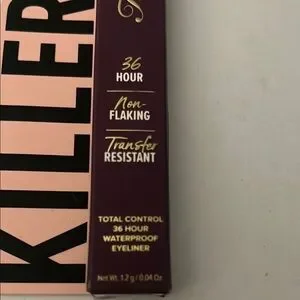 KILLER
36
HOUR
Non-
FLAKING
Transfer
RESISTANT
TOTAL CONTROL
36 HOUR
WATERPROOF
EYELINER
Net Wt. 1.2 g / 0.04 Oz